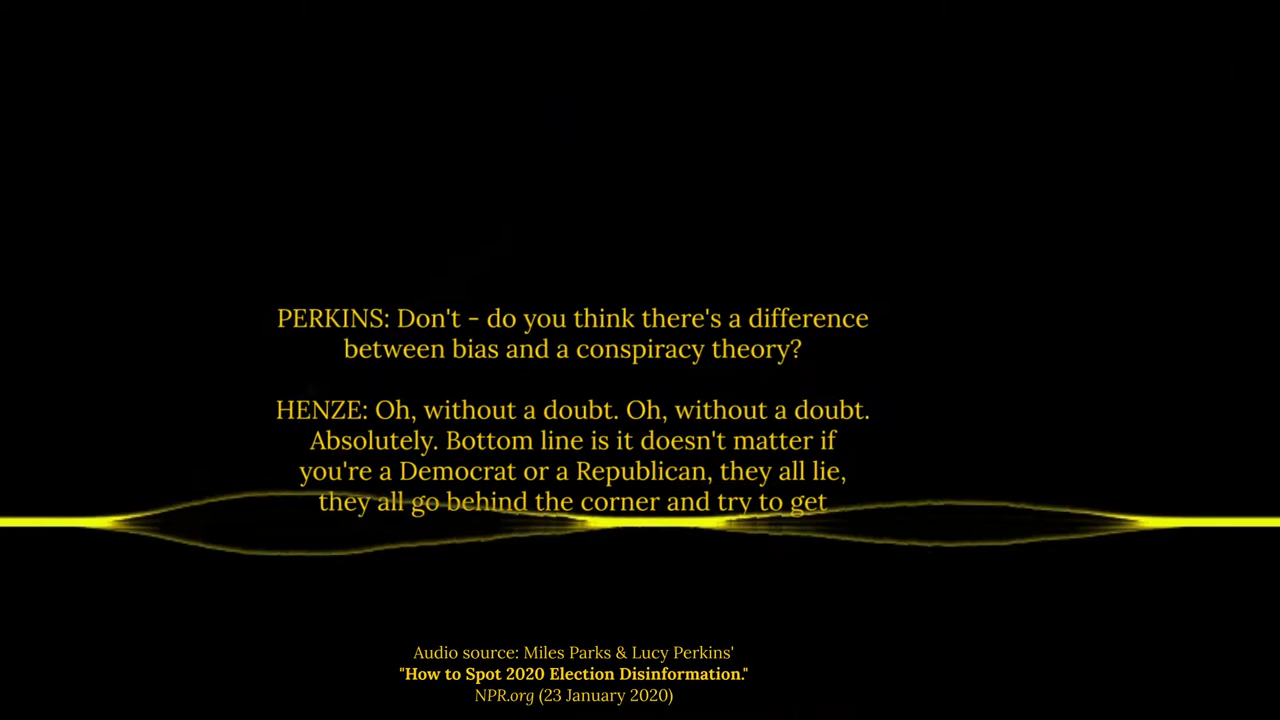 PERKINS: Don't - do you think there's a difference
between bias and a conspiracy theory?
HENZE: Oh, without a doubt. Oh, without a doubt.
Absolutely. Bottom line is it doesn't matter if
you're a Democrat or a Republican, they all lie,
they all go behind the corner and try to get
Audio source: Miles Parks & Lucy Perkins'
"How to Spot 2020 Election Disinformation."
NPR.org (23 January 2020)